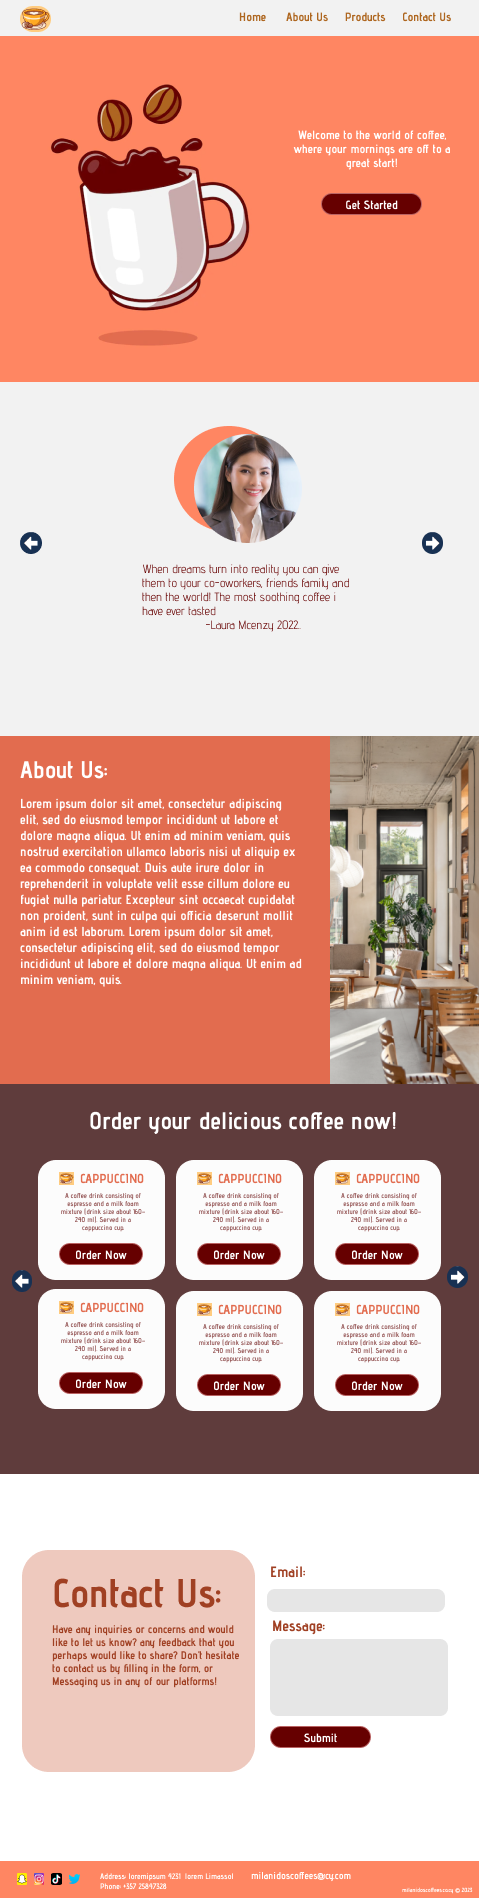 Home About Us Products Contact Us
Welcome to the world of coffee,
where your mornings are off to a
great start!
Get Started
When dreams turn into reality you can give
them to your co-oworkers, friends family and
then the world! The most soothing coffee i
have ever tasted
-Laura Mcenzy 2022.
About Us:
Lorem ipsum dolor sit amet, consectetur adipiscing
elit, sed do eiusmod tempor incididunt ut labore et
dolore magna aliqua. Ut enim ad minim veniam, quis
nostrud exercitation ullamco laboris nisi ut aliquip ex
ea commodo consequat. Duis aute irure dolor in
reprehenderit in voluptate velit esse cillum dolore eu
fugiat nulla pariatur. Excepteur sint occaecat cupidatat
non proident, sunt in culpa qui officia deserunt mollit
anim id est laborum. Lorem ipsum dolor sit amet,
consectetur adipiscing elit, sed do eiusmod tempor
incididunt ut labore et dolore magna aliqua. Ut enim ad
minim veniam, quis.
Order your delicious coffee now!
CAPPUCCINO
A coffee drink consisting of
espresso and a milk foam
mixture (drink size about 160-
240 ml). Served in a
cappuccino cup.
Order Now
CAPPUCCINO
A coffee drink consisting of
espresso and a milk foam
mixture (drink size about 160-
240 ml). Served in a
cappuccino cup.
Order Now
CAPPUCCINO
A coffee drink consisting of
espresso and a milk foam
mixture (drink size about 160-
240 ml). Served in a
cappuccino cup.
Order Now
CAPPUCCINO
A coffee drink consisting of
espresso and a milk foam
mixture (drink size about 160-
240 ml). Served in a
cappuccino cup.
Order Now
CAPPUCCINO
A coffee drink consisting of
espresso and a milk foam
mixture (drink size about 160-
240 ml). Served in a
cappuccino cup.
Order Now
CAPPUCCINO
A coffee drink consisting of
espresso and a milk foam
mixture (drink size about 160-
240 ml). Served in a
cappuccino cup.
Order Now
Contact Us:
Have any inquiries or concerns and would
like to let us know? any feedback that you
perhaps would like to share? Don't hesitate
to contact us by filling in the form, or
Messaging us in any of our platforms!
Email:
Message:
Submit
Address: loremipsum 4231 lorem Limassol
Phone: +357 25847328
milanidoscoffees@cy.com
milanidoscoffees.co.cy © 2023